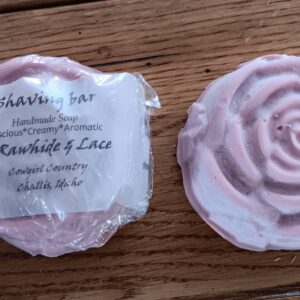 Shaving bar
Handmade Soap
scious*Creamy*Aromatic
Rawhide & Lace
Cowgirl Country
Challis, Idaho